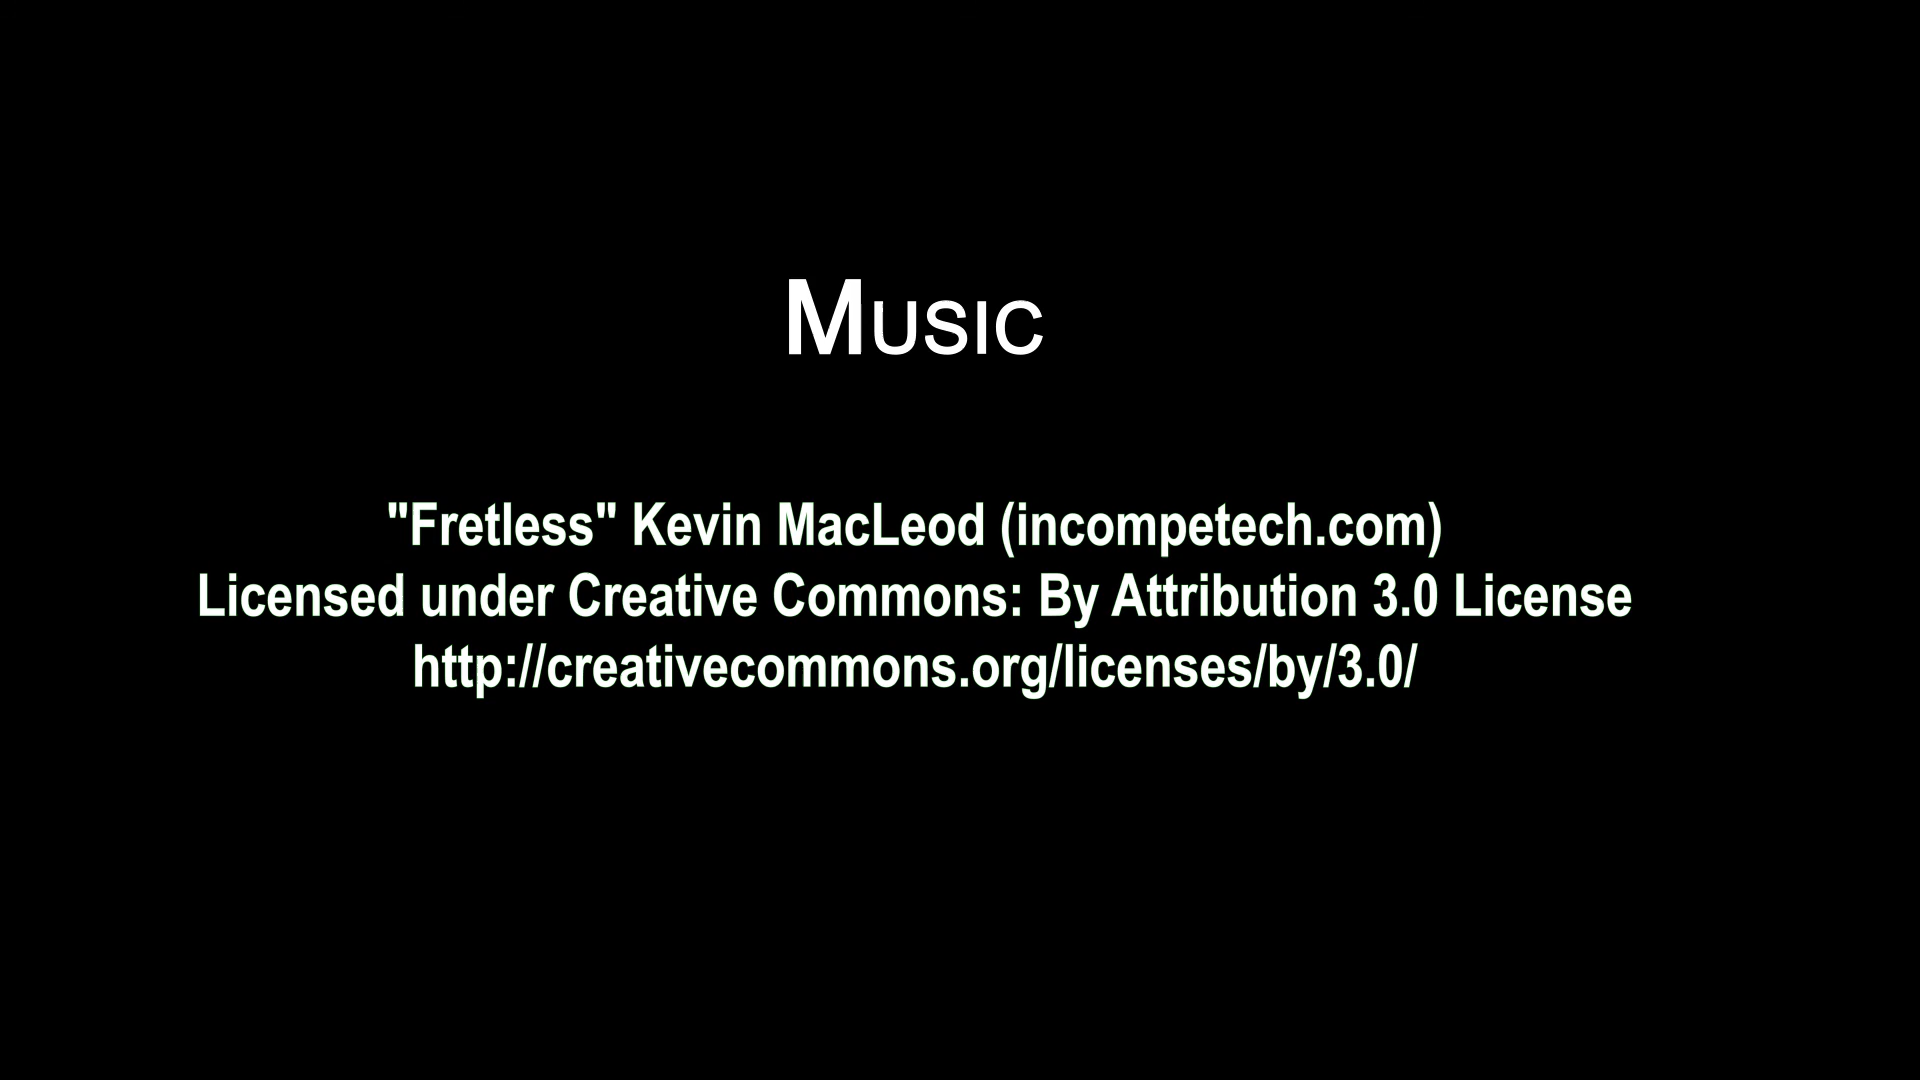 Music
"Fretless" Kevin MacLeod (incompetech.com)
Licensed under Creative Commons: By Attribution 3.0 License
http://creativecommons.org/licenses/by/3.0/